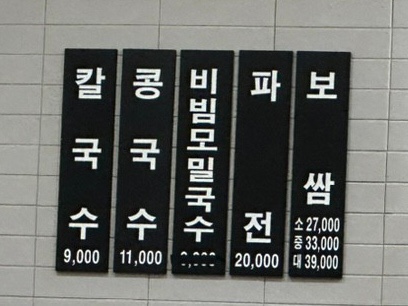 칼국수
9,000
콩국수
11,000
비빔모밀국수
파전
20,000
보쌈
소 27,000
중 33,000
대 39,000